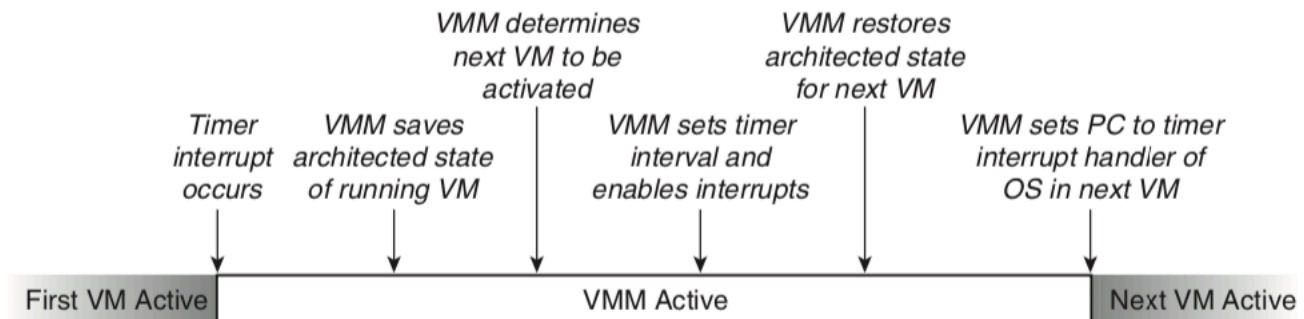 VMM determines
next VM to be
activated
VMM restores
architected state
for next VM
Timer
interrupt
occurs
VMM saves
architected state
of running VM
VMM sets timer
interval and
enables interrupts
VMM sets PC to timer
interrupt handler of
OS in next VM
First VM Active
VMM Active
Next VM Active